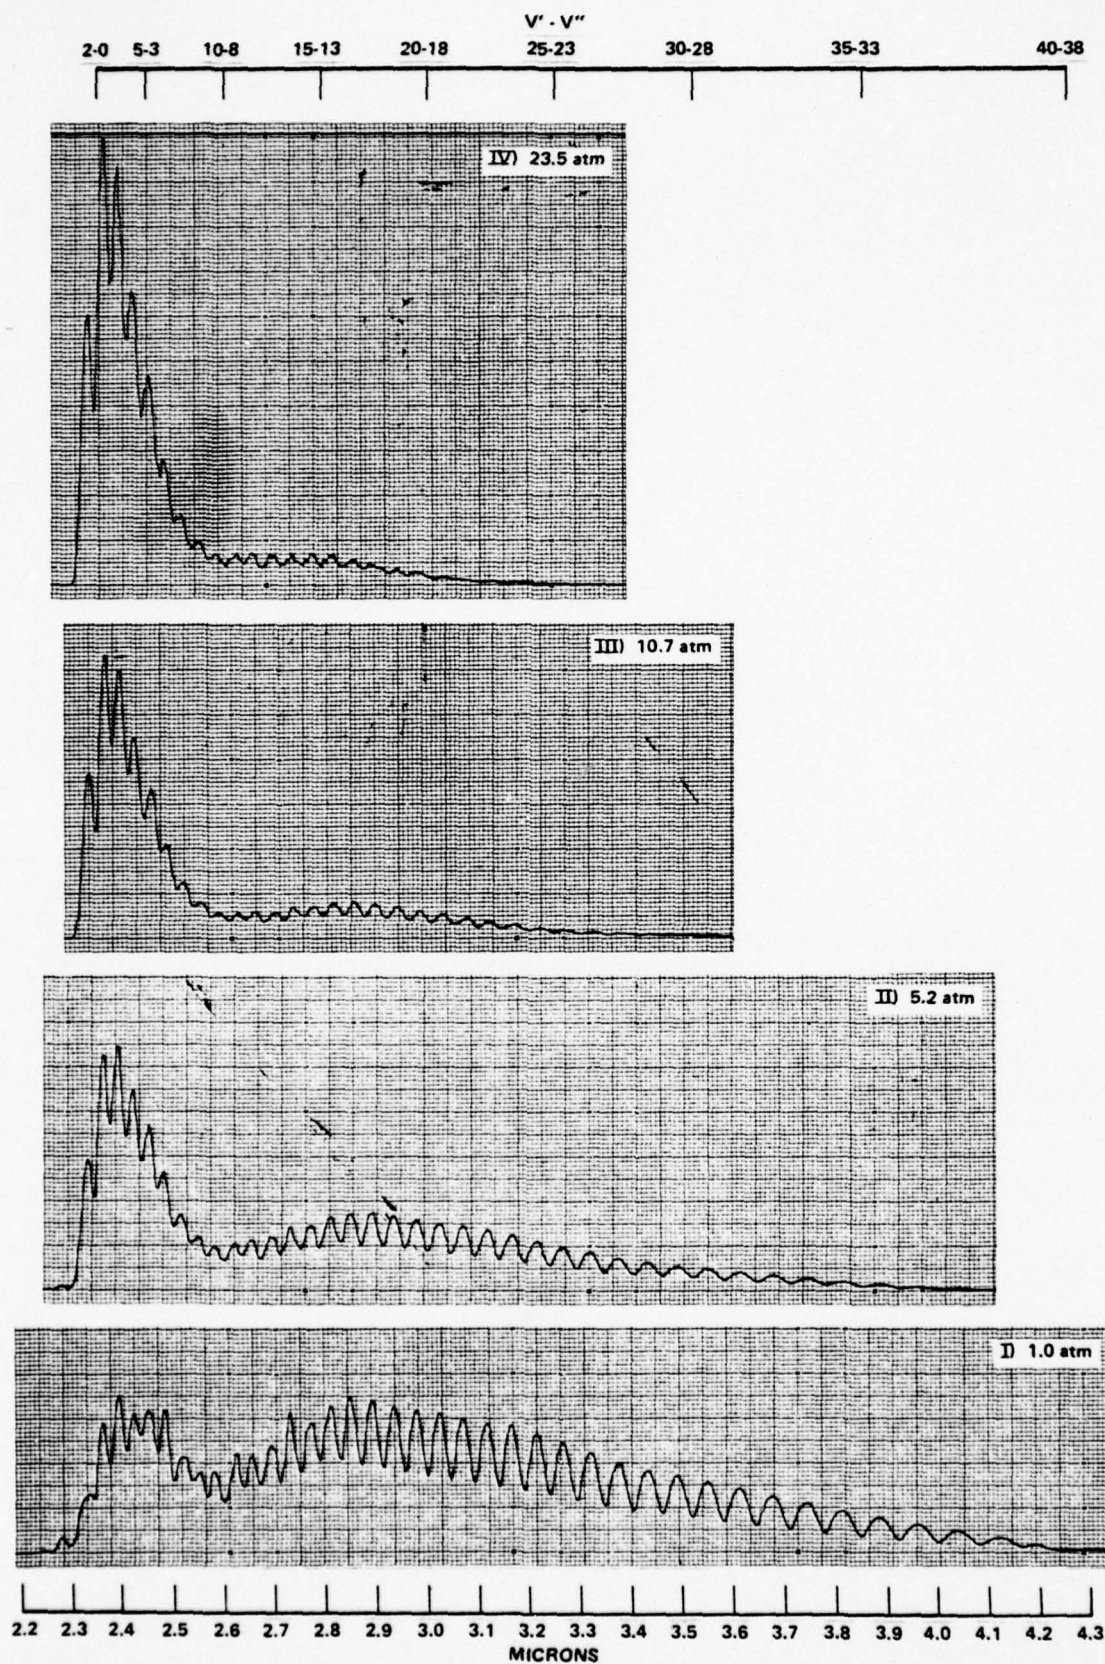 V' - V"
2-0 5-3 10-8 15-13 20-18 25-23 30-28 35-33 40-38
IV) 23.5 atm
III) 10.7 atm
II) 5.2 atm
I) 1.0 atm
2.2 2.3 2.4 2.5 2.6 2.7 2.8 2.9 3.0 3.1 3.2 3.3 3.4 3.5 3.6 3.7 3.8 3.9 4.0 4.1 4.2 4.3
MICRONS